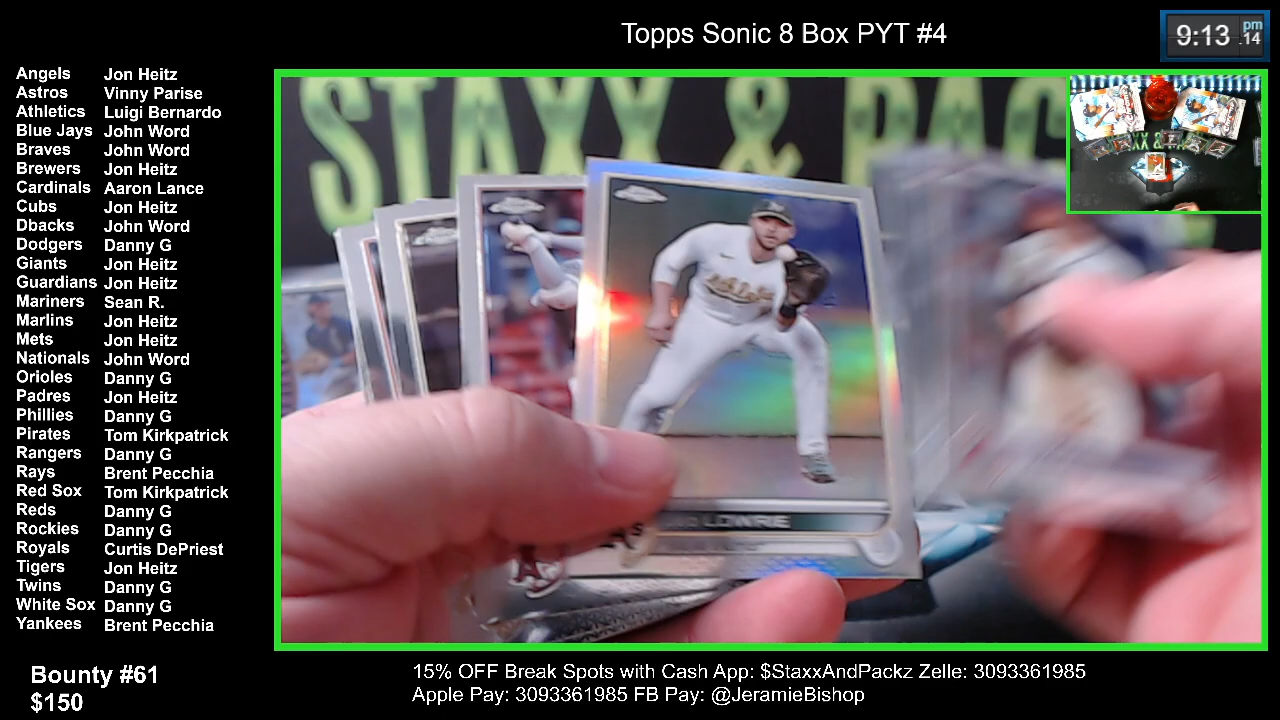 Topps Sonic 8 Box PYT #4
9:13 pm .14
Angels Jon Heitz
Astros Vinny Parise
Athletics Luigi Bernardo
Blue Jays John Word
Braves John Word
Brewers Jon Heitz
Cardinals Aaron Lance
Cubs Jon Heitz
Dbacks John Word
Dodgers Danny G
Giants Jon Heitz
Guardians Jon Heitz
Mariners Sean R.
Marlins Jon Heitz
Mets Jon Heitz
Nationals John Word
Orioles Danny G
Padres Jon Heitz
Phillies Danny G
Pirates Tom Kirkpatrick
Rangers Danny G
Rays Brent Pecchia
Red Sox Tom Kirkpatrick
Reds Danny G
Rockies Danny G
Royals Curtis DePriest
Tigers Jon Heitz
Twins Danny G
White Sox Danny G
Yankees Brent Pecchia
STAXX & PAC
LOWRIE
Bounty #61
$150
15% OFF Break Spots with Cash App: $StaxxAndPackz Zelle: 3093361985
Apple Pay: 3093361985 FB Pay: @JeramieBishop